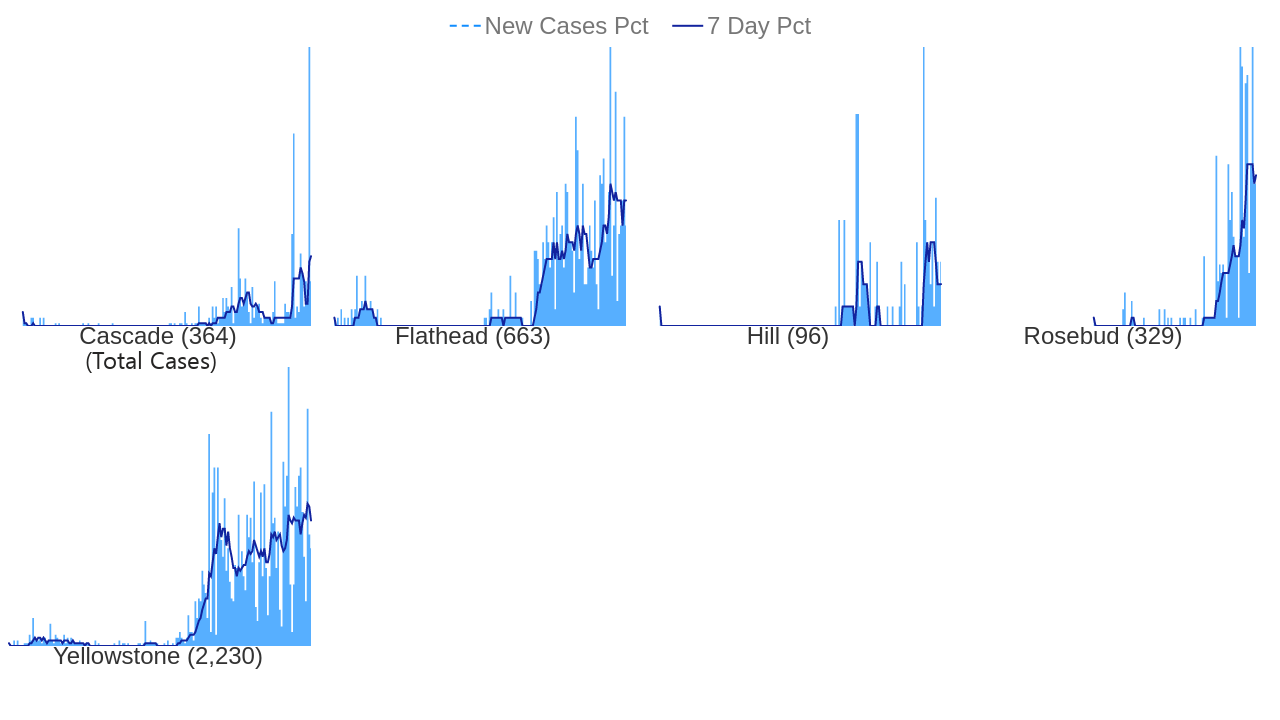 New Cases Pct 7 Day Pct
Cascade (364) Flathead (663) Hill (96) Rosebud (329)
(Total Cases)
Yellowstone (2,230)